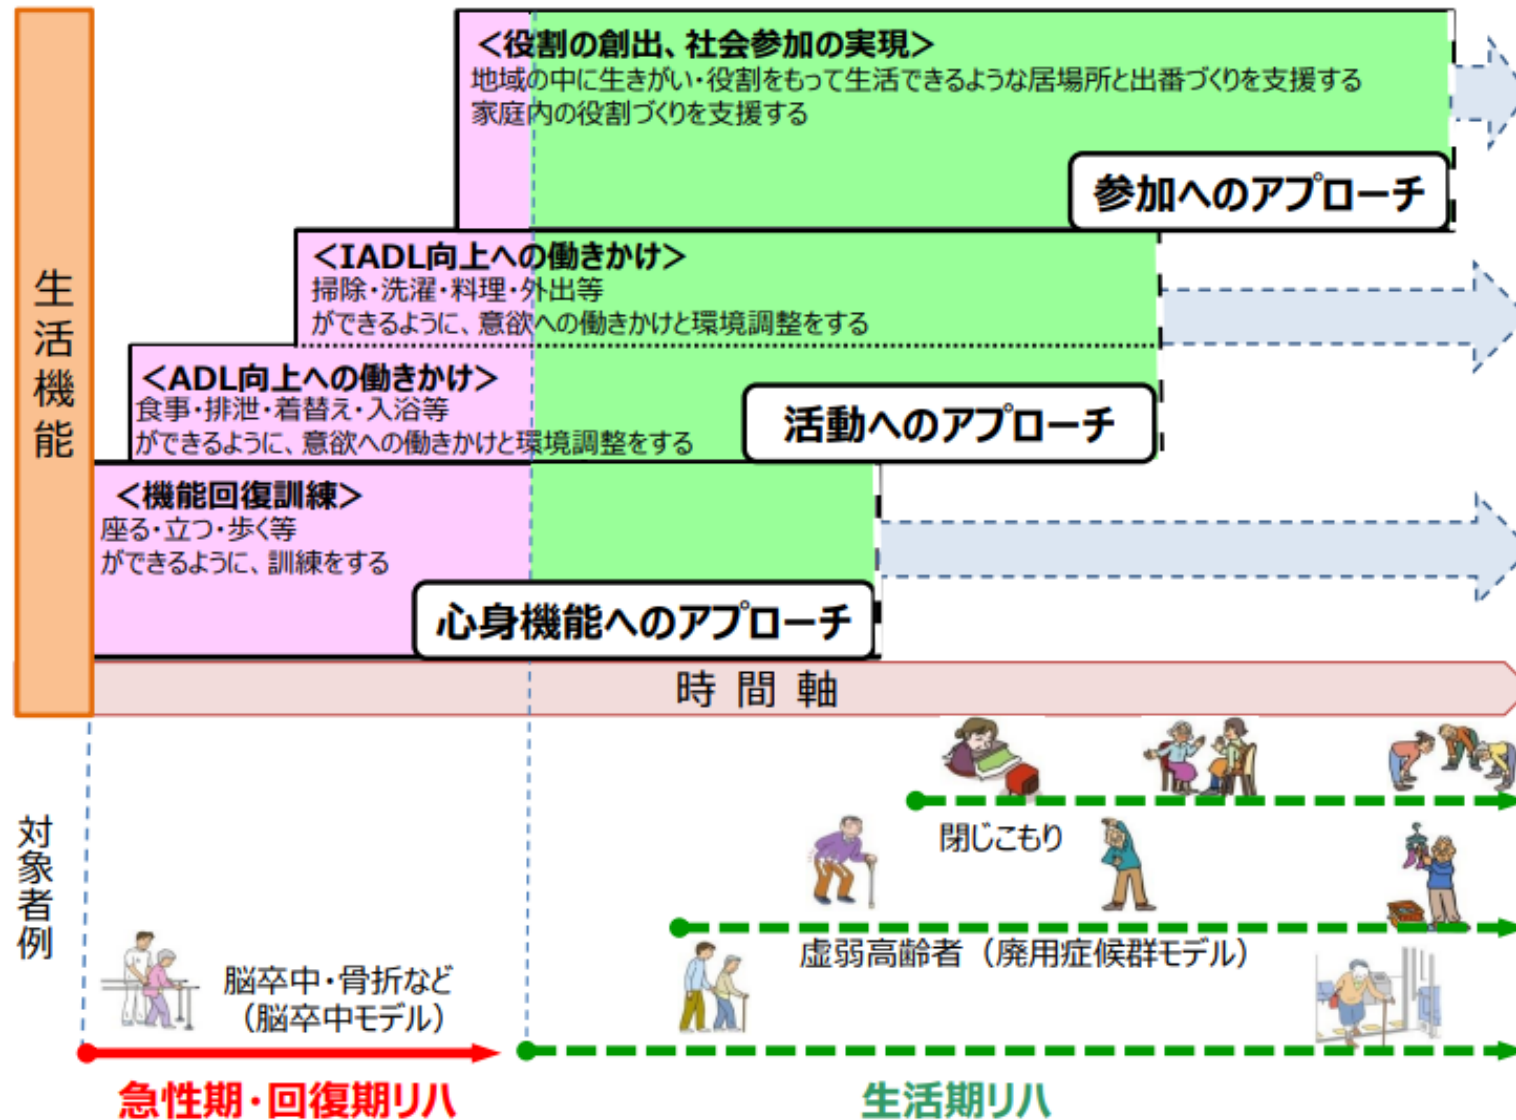 ＜役割の創出、社会参加の実現＞
地域の中に生きがい・役割をもって生活できるような居場所と出番づくりを支援する
家庭内の役割づくりを支援する
参加へのアプローチ
＜IADL向上への働きかけ＞
掃除・洗濯・料理・外出等
ができるように、意欲への働きかけと環境調整をする
生活機能
＜ADL向上への働きかけ＞
食事・排泄・着替え・入浴等
ができるように、意欲への働きかけと環境調整をする
活動へのアプローチ
＜機能回復訓練＞
座る・立つ・歩く等
ができるように、訓練をする
心身機能へのアプローチ
時間軸
対象者例
閉じこもり
虚弱高齢者（廃用症候群モデル）
脳卒中・骨折など
（脳卒中モデル）
急性期・回復期リハ
生活期リハ